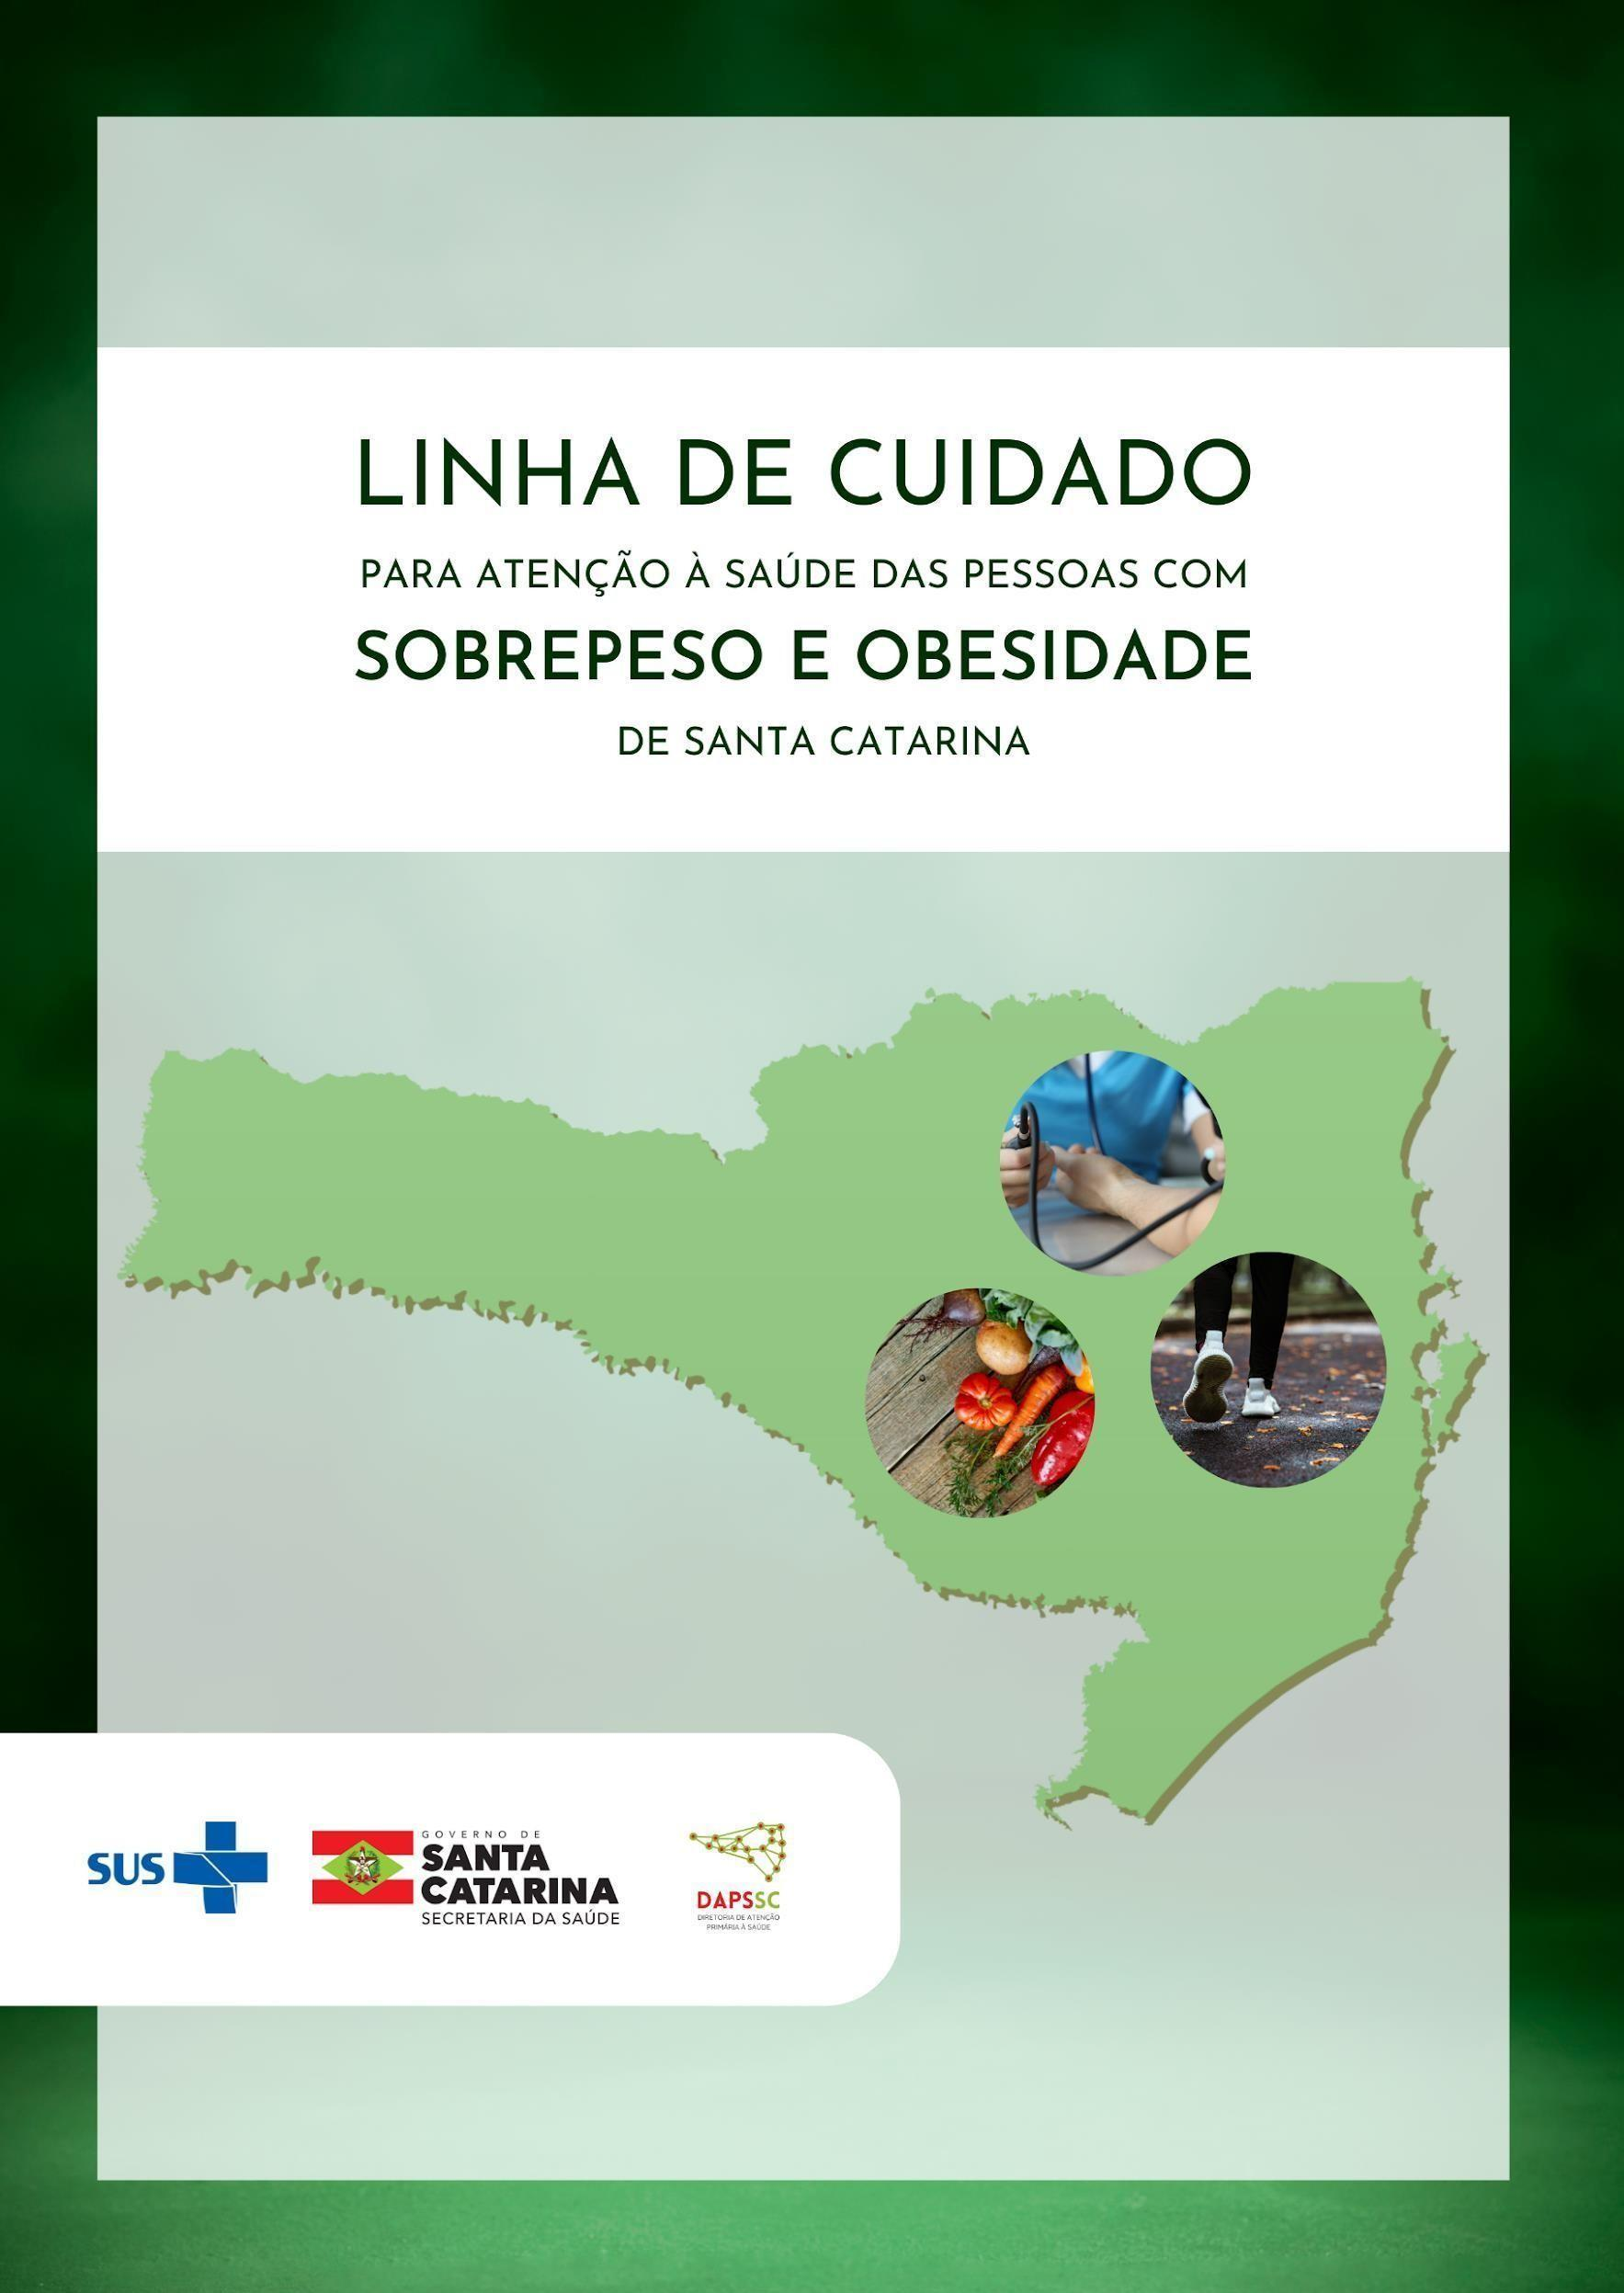 LINHA DE CUIDADO
PARA ATENÇÃO À SAÚDE DAS PESSOAS COM
SOBREPESO E OBESIDADE
DE SANTA CATARINA
SUS
GOVERNO DE
SANTA
CATARINA
SECRETARIA DA SAÚDE
DAPSSC
DIRETORIA DE ATENÇÃO
PRIMÁRIA À SAÚDE